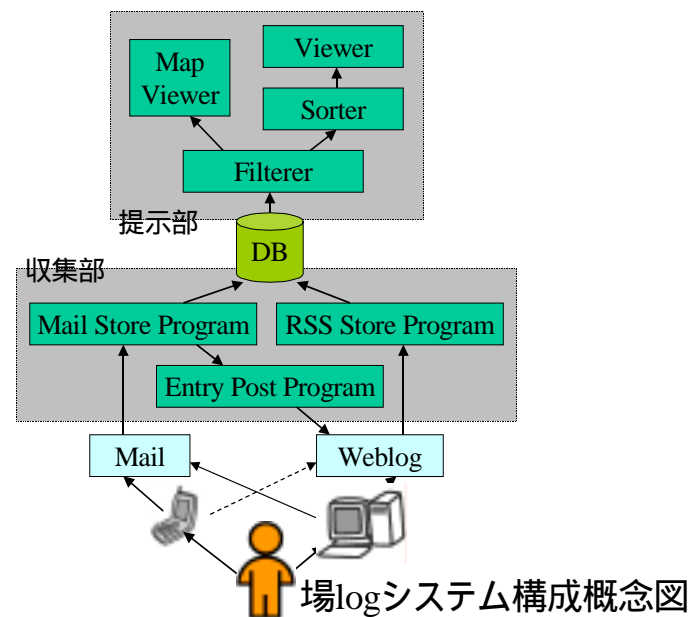 Viewer
Map
Viewer
Sorter
Filterer
提示部
DB
収集部
Mail Store Program
RSS Store Program
Entry Post Program
Mail
Weblog
場logシステム構成概念図